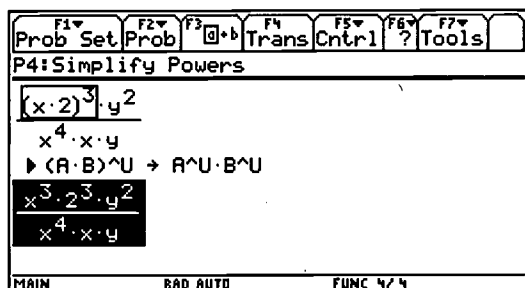 F1 F2 F3 F4 F5 F6 F7
Prob Set Prob a+b Trans Cntrl ? Tools
P4:Simplify Powers
(x·2)^3·y^2
x^4·x·y
▶(A·B)^U → A^U·B^U
x^3·2^3·y^2
x^4·x·y
MAIN RAD AUTO FUNC 4/4